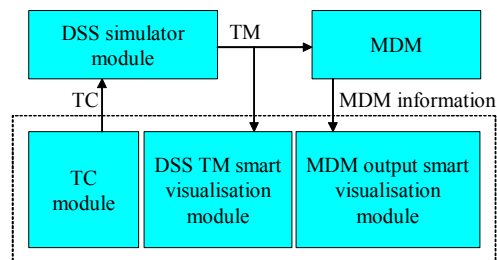 DSS simulator
module
TM
MDM
TC
MDM information
TC
module
DSS TM smart
visualisation
module
MDM output smart
visualisation
module